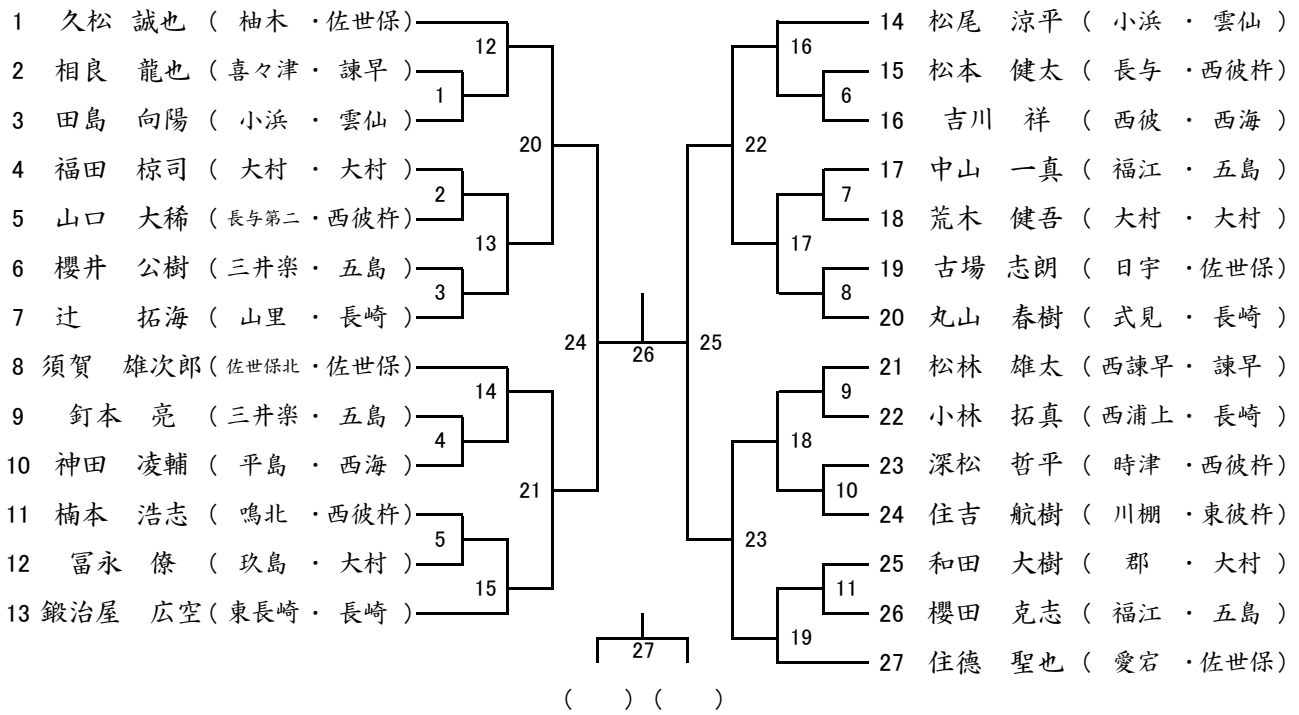 1 久松 誠也 ( 柚木 ・佐世保)
2 相良 龍也 ( 喜々津 ・ 諫早 )
3 田島 向陽 ( 小浜 ・ 雲仙 )
4 福田 椋司 ( 大村 ・ 大村 )
5 山口 大稀 ( 長与第二 ・西彼杵)
6 櫻井 公樹 ( 三井楽 ・ 五島 )
7 辻 拓海 ( 山里 ・ 長崎 )
8 須賀 雄次郎 ( 佐世保北 ・佐世保)
9 釘本 亮 ( 三井楽 ・ 五島 )
10 神田 凌輔 ( 平島 ・ 西海 )
11 楠本 浩志 ( 鳴北 ・西彼杵)
12 冨永 僚 ( 玖島 ・ 大村 )
13 鍛治屋 広空 ( 東長崎 ・ 長崎 )
12
1
20
2
13
3
24
14
4
21
5
15
26
27
( ) ( )
25
16
6
22
7
17
8
9
18
10
23
11
19
14 松尾 涼平 ( 小浜 ・ 雲仙 )
15 松本 健太 ( 長与 ・西彼杵)
16 吉川 祥 ( 西彼 ・ 西海 )
17 中山 一真 ( 福江 ・ 五島 )
18 荒木 健吾 ( 大村 ・ 大村 )
19 古場 志朗 ( 日宇 ・佐世保)
20 丸山 春樹 ( 式見 ・ 長崎 )
21 松林 雄太 ( 西諫早 ・ 諫早 )
22 小林 拓真 ( 西浦上 ・ 長崎 )
23 深松 哲平 ( 時津 ・西彼杵)
24 住吉 航樹 ( 川棚 ・東彼杵)
25 和田 大樹 ( 郡 ・ 大村 )
26 櫻田 克志 ( 福江 ・ 五島 )
27 住德 聖也 ( 愛宕 ・佐世保)